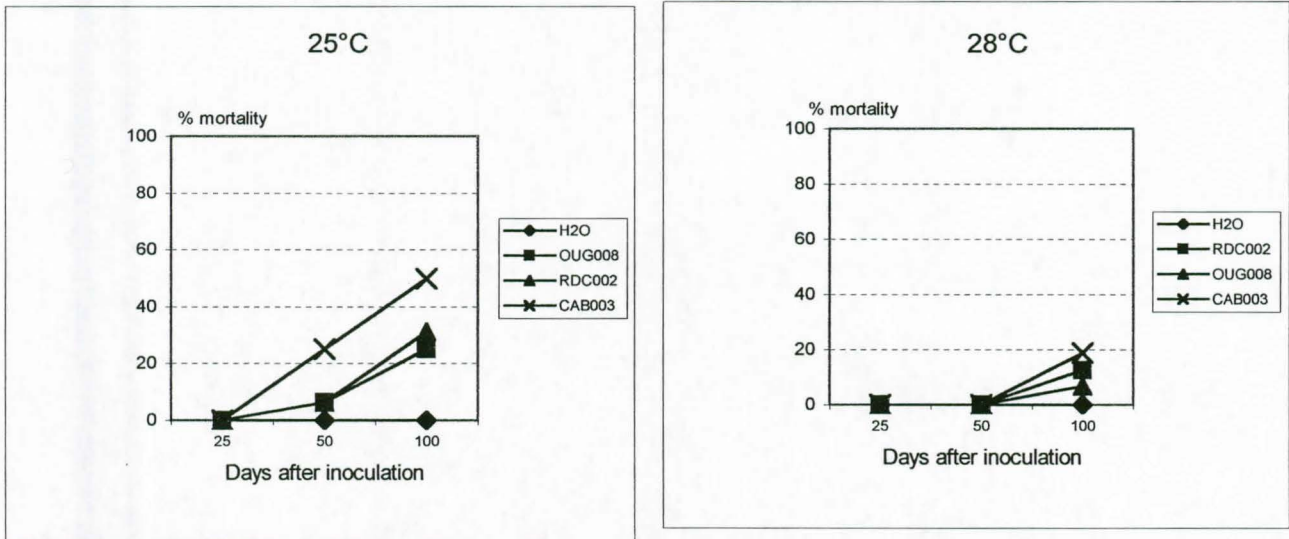 25°C
% mortality
100
80
60
40
20
0
25 50 100
Days after inoculation
H2O
OUG008
RDC002
CAB003
28°C
% mortality
100
80
60
40
20
0
25 50 100
Days after inoculation
H2O
RDC002
OUG008
CAB003